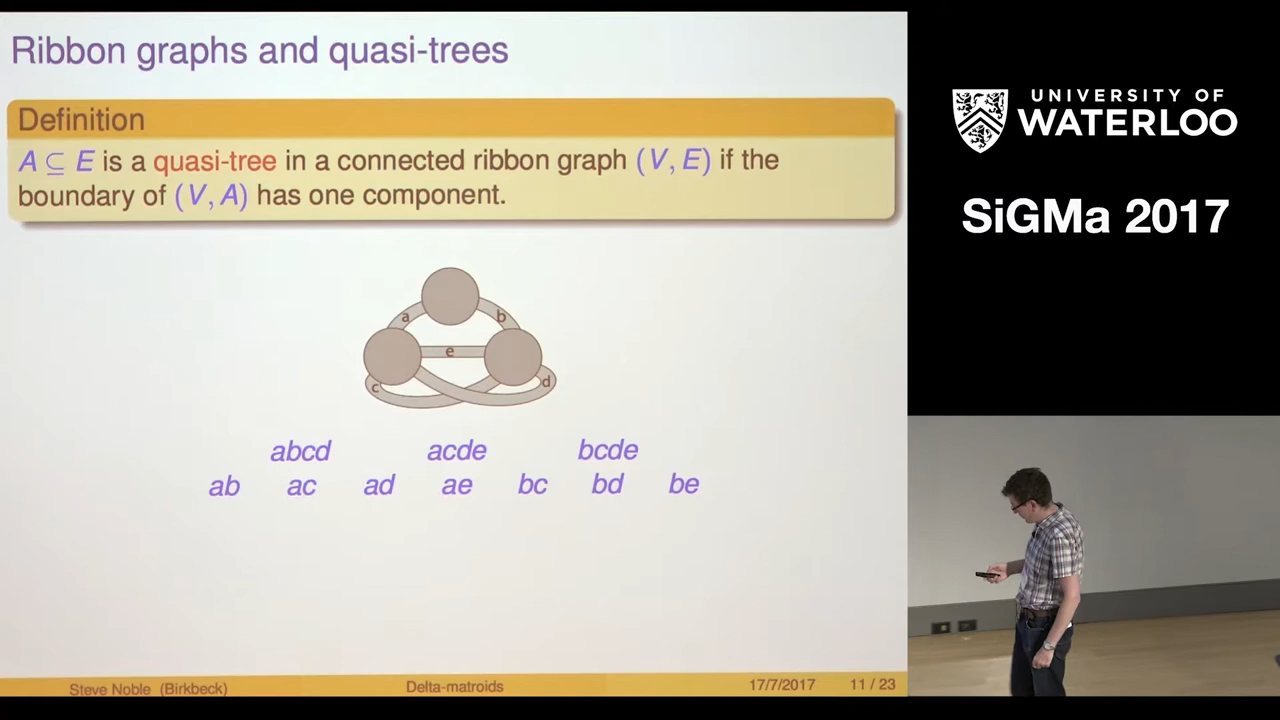 Ribbon graphs and quasi-trees
Definition
A ⊆ E is a quasi-tree in a connected ribbon graph (V, E) if the
boundary of (V, A) has one component.
a
b
e
c
d
abcd acde bcde
ab ac ad ae bc bd be
Steve Noble (Birkbeck) Delta-matroids 17/7/2017 11 / 23
UNIVERSITY OF
WATERLOO
SiGMa 2017